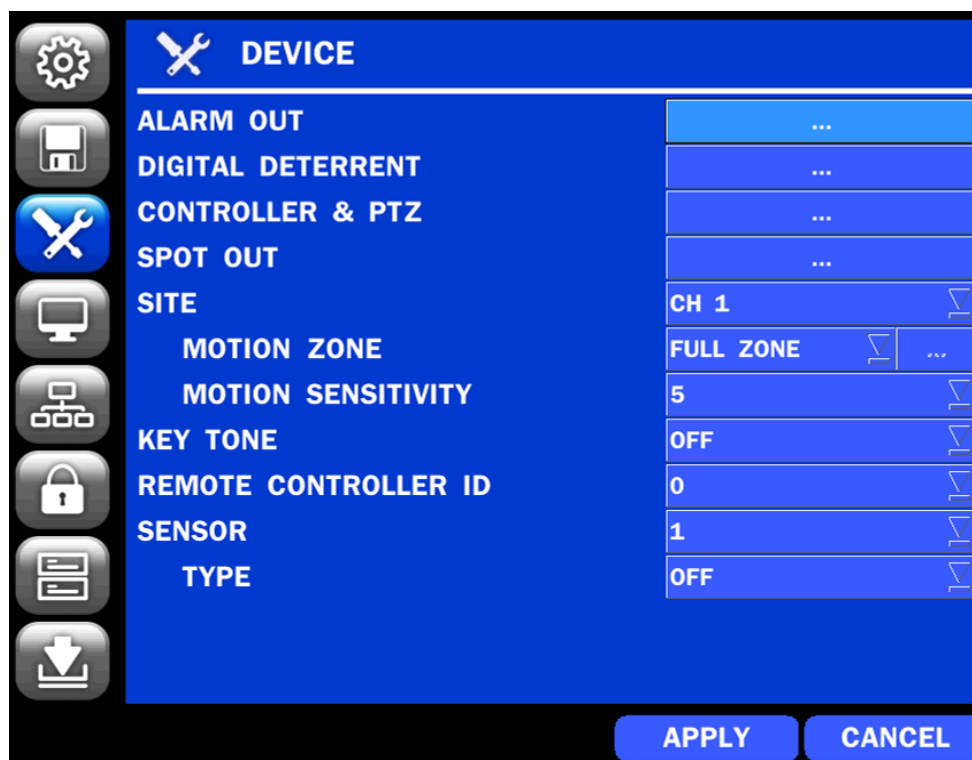 DEVICE
ALARM OUT ...
DIGITAL DETERRENT ...
CONTROLLER & PTZ ...
SPOT OUT ...
SITE CH 1
MOTION ZONE FULL ZONE ...
MOTION SENSITIVITY 5
KEY TONE OFF
REMOTE CONTROLLER ID 0
SENSOR 1
TYPE OFF
APPLY CANCEL